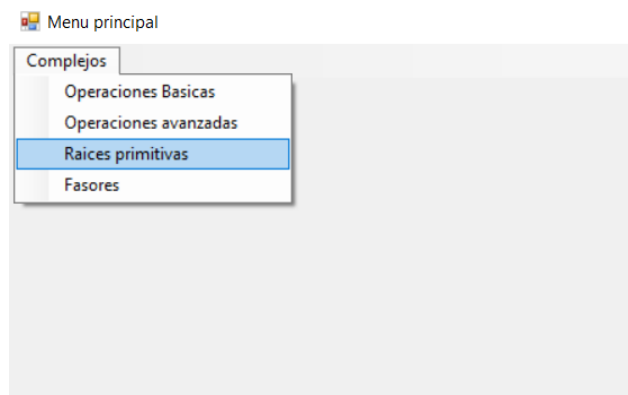 Menu principal
Complejos
Operaciones Basicas
Operaciones avanzadas
Raices primitivas
Fasores